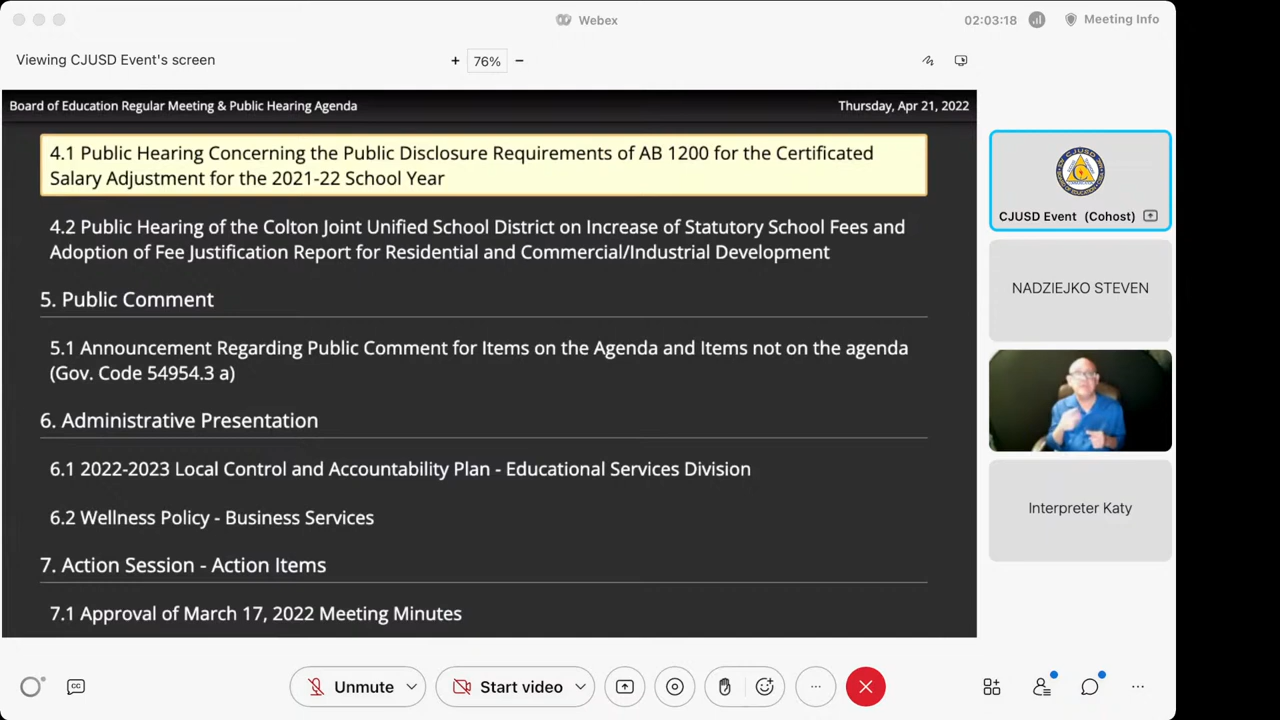 Webex
02:03:18
Meeting Info
Viewing CJUSD Event's screen
+ 76% −
Board of Education Regular Meeting & Public Hearing Agenda
Thursday, Apr 21, 2022
4.1 Public Hearing Concerning the Public Disclosure Requirements of AB 1200 for the Certificated
Salary Adjustment for the 2021-22 School Year
4.2 Public Hearing of the Colton Joint Unified School District on Increase of Statutory School Fees and
Adoption of Fee Justification Report for Residential and Commercial/Industrial Development
5. Public Comment
5.1 Announcement Regarding Public Comment for Items on the Agenda and Items not on the agenda
(Gov. Code 54954.3 a)
6. Administrative Presentation
6.1 2022-2023 Local Control and Accountability Plan - Educational Services Division
6.2 Wellness Policy - Business Services
7. Action Session - Action Items
7.1 Approval of March 17, 2022 Meeting Minutes
CJUSD Event (Cohost)
NADZIEJKO STEVEN
Interpreter Katy
CC
Unmute
Start video